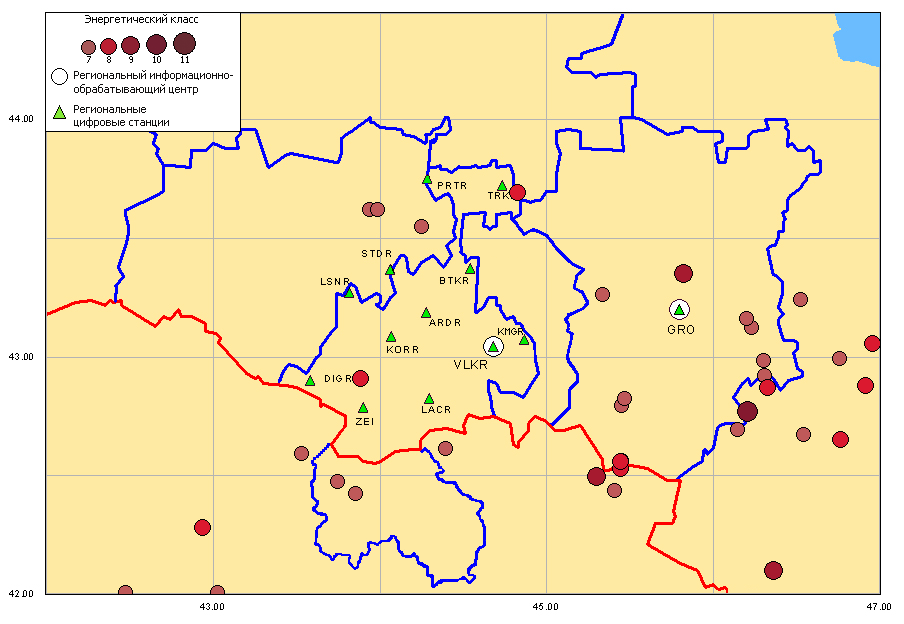 Энергетический класс
7 8 9 10 11
Региональный информационно-
обрабатывающий центр
Региональные
цифровые станции
44.00
PRTR
TRK
STDR
LSNR
BTKR
ARDR
KMGR
GRO
KORR
43.00
VLKR
DIGR
LACR
ZEI
42.00
43.00 45.00 47.00